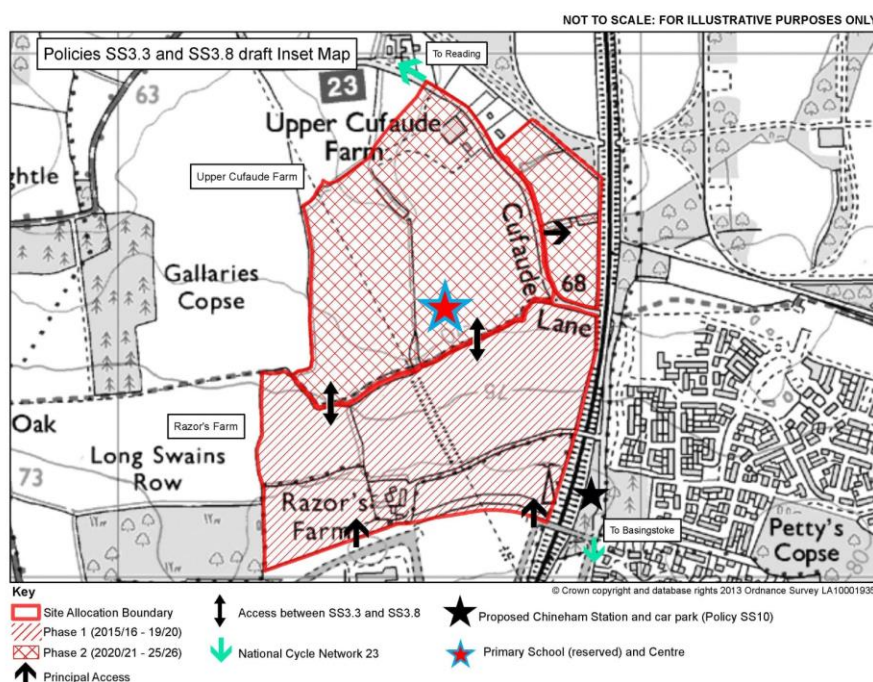 NOT TO SCALE: FOR ILLUSTRATIVE PURPOSES ONLY
Policies SS3.3 and SS3.8 draft Inset Map
To Reading
23
63
Upper Cufaude
Farm
Upper Cufaude Farm
Cufaude
68
Lane
Gallaries
Copse
Razor's Farm
Oak
Long Swains
Row
73
75
Razor's
Farm
To Basingstoke
Petty's
Copse
© Crown copyright and database rights 2013 Ordnance Survey LA10001935
Key
Site Allocation Boundary
Phase 1 (2015/16 - 19/20)
Phase 2 (2020/21 - 25/26)
Principal Access
Access between SS3.3 and SS3.8
National Cycle Network 23
Proposed Chineham Station and car park (Policy SS10)
Primary School (reserved) and Centre